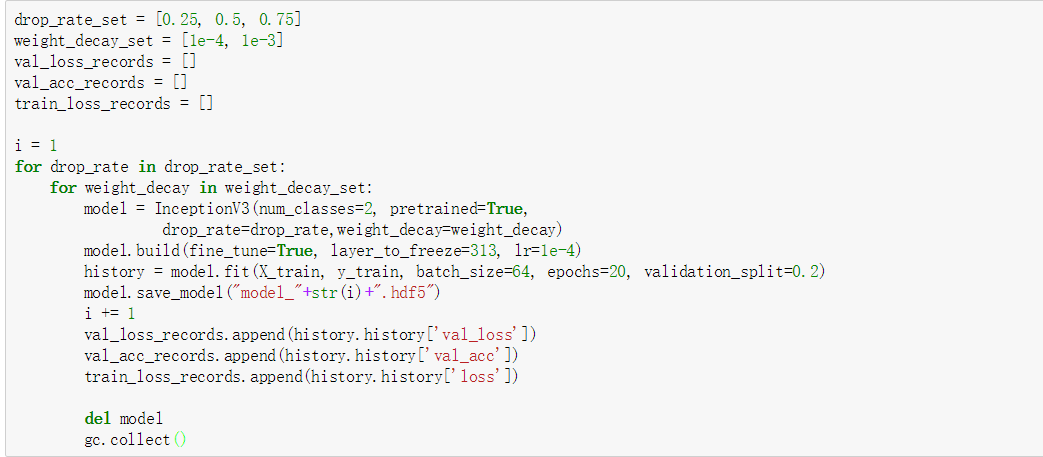 drop_rate_set = [0.25, 0.5, 0.75]
weight_decay_set = [1e-4, 1e-3]
val_loss_records = []
val_acc_records = []
train_loss_records = []

i = 1
for drop_rate in drop_rate_set:
    for weight_decay in weight_decay_set:
        model = InceptionV3(num_classes=2, pretrained=True,
                 drop_rate=drop_rate,weight_decay=weight_decay)
        model.build(fine_tune=True, layer_to_freeze=313, lr=1e-4)
        history = model.fit(X_train, y_train, batch_size=64, epochs=20, validation_split=0.2)
        model.save_model("model_"+str(i)+".hdf5")
        i += 1
        val_loss_records.append(history.history['val_loss'])
        val_acc_records.append(history.history['val_acc'])
        train_loss_records.append(history.history['loss'])

        del model
        gc.collect()